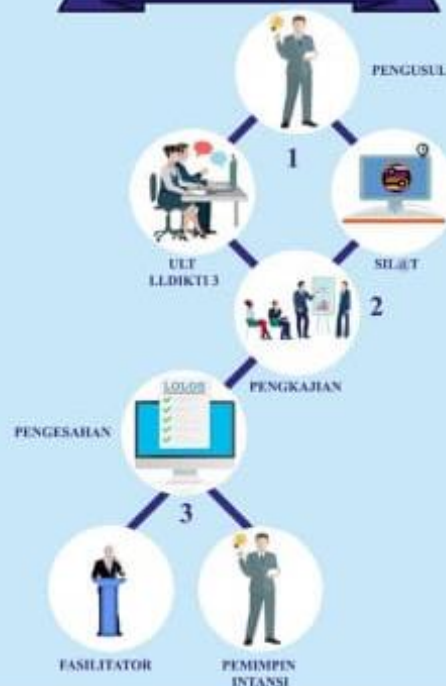 PENGUSUL
1
ULT
LLDIKTI 3
SIL@T
2
PENGKAJIAN
LOLOS
PENGESAHAN
3
FASILITATOR
PEMIMPIN
INTANSI